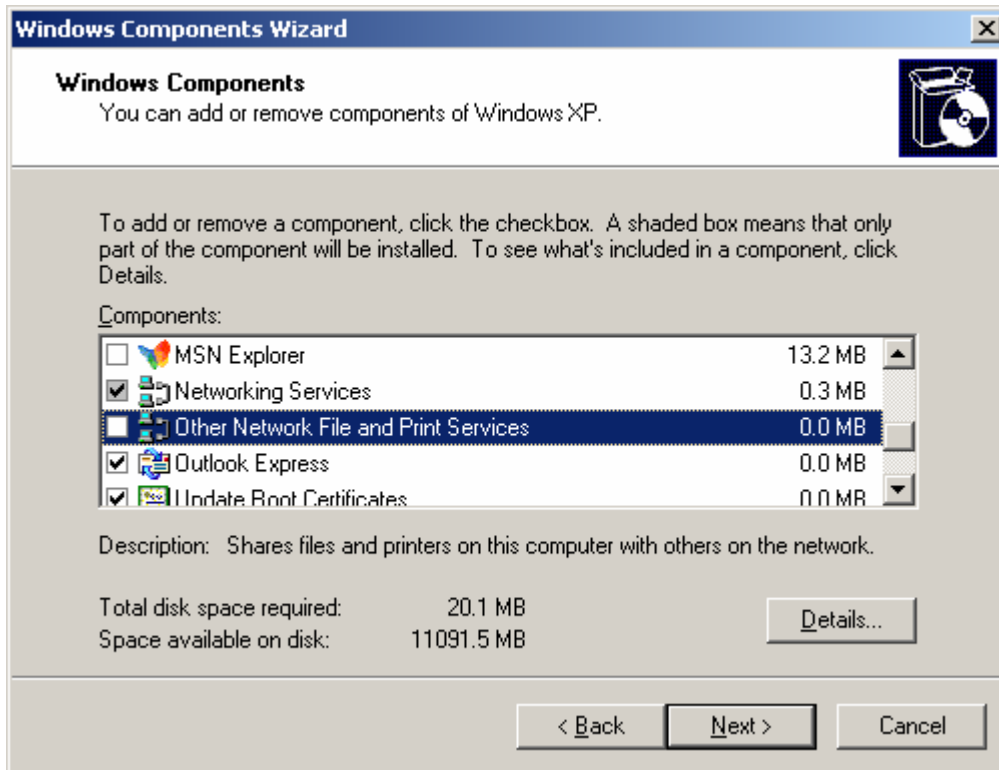 Windows Components Wizard
Windows Components
You can add or remove components of Windows XP.
To add or remove a component, click the checkbox. A shaded box means that only
part of the component will be installed. To see what's included in a component, click
Details.
Components:
MSN Explorer 13.2 MB
Networking Services 0.3 MB
Other Network File and Print Services 0.0 MB
Outlook Express 0.0 MB
Update Root Certificates 0.0 MB
Description: Shares files and printers on this computer with others on the network.
Total disk space required: 20.1 MB
Space available on disk: 11091.5 MB
Details...
< Back Next > Cancel